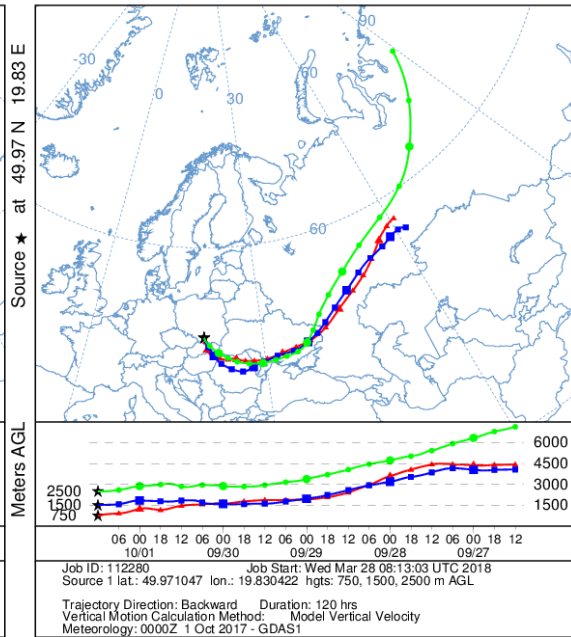 Source ★ at 49.97 N 19.83 E
-30
0
30
60
90
60
Meters AGL
6000
4500
3000
1500
2500
1500
750
06 00 18 12 06 00 18 12 06 00 18 12 06 00 18 12 06 00 18 12
10/01 09/30 09/29 09/28 09/27
Job ID: 112280 Job Start: Wed Mar 28 08:13:03 UTC 2018
Source 1 lat.: 49.971047 lon.: 19.830422 hgts: 750, 1500, 2500 m AGL
Trajectory Direction: Backward Duration: 120 hrs
Vertical Motion Calculation Method: Model Vertical Velocity
Meteorology: 0000Z 1 Oct 2017 - GDAS1